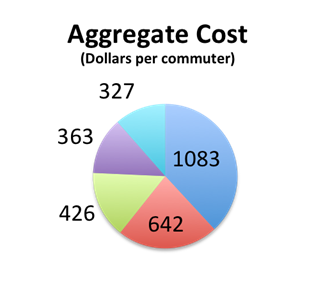 Aggregate Cost
(Dollars per commuter)
327
363
1083
426
642